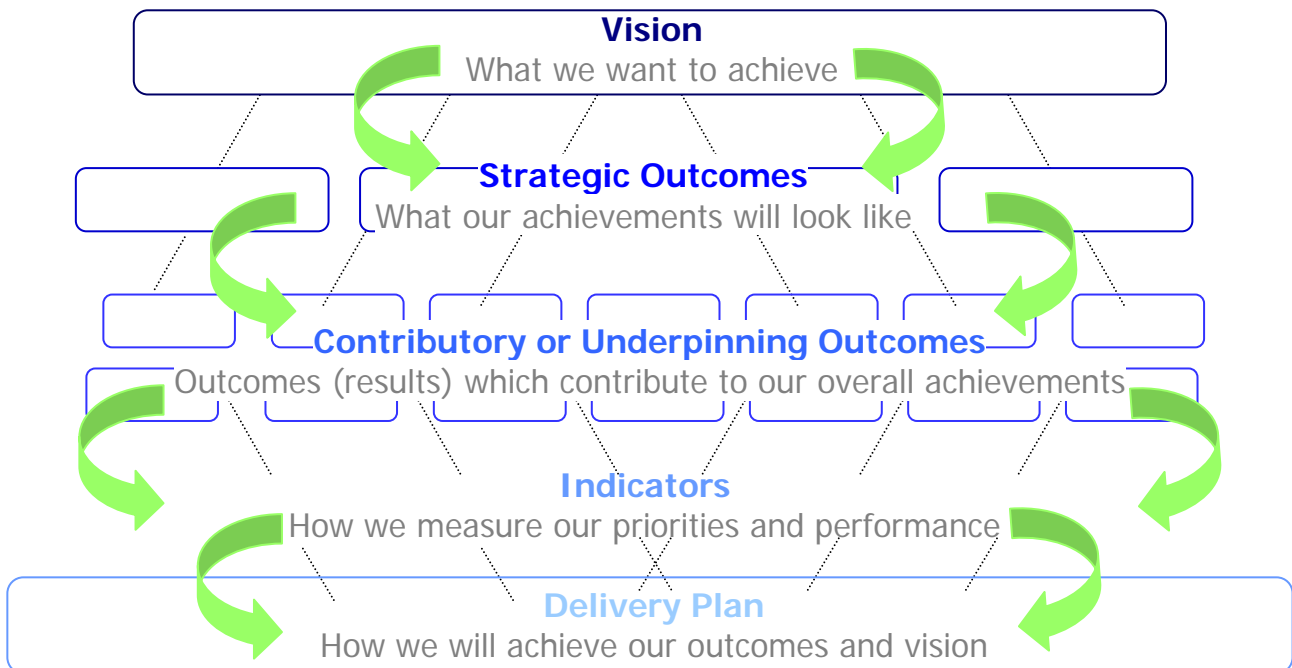 Vision
What we want to achieve
Strategic Outcomes
What our achievements will look like
Contributory or Underpinning Outcomes
Outcomes (results) which contribute to our overall achievements
Indicators
How we measure our priorities and performance
Delivery Plan
How we will achieve our outcomes and vision